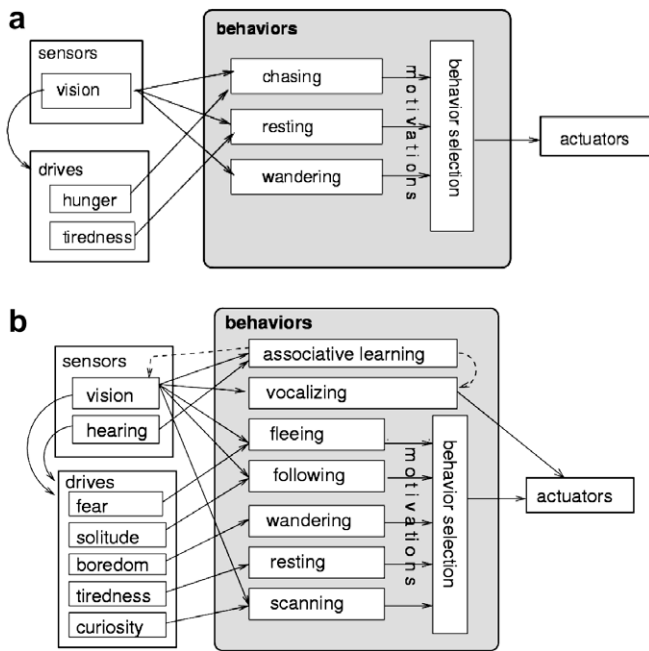 a
behaviors
sensors
vision
chasing
resting
wandering
motivations
behavior selection
actuators
drives
hunger
tiredness
b
behaviors
sensors
vision
hearing
associative learning
vocalizing
fleeing
following
wandering
resting
scanning
motivations
behavior selection
actuators
drives
fear
solitude
boredom
tiredness
curiosity